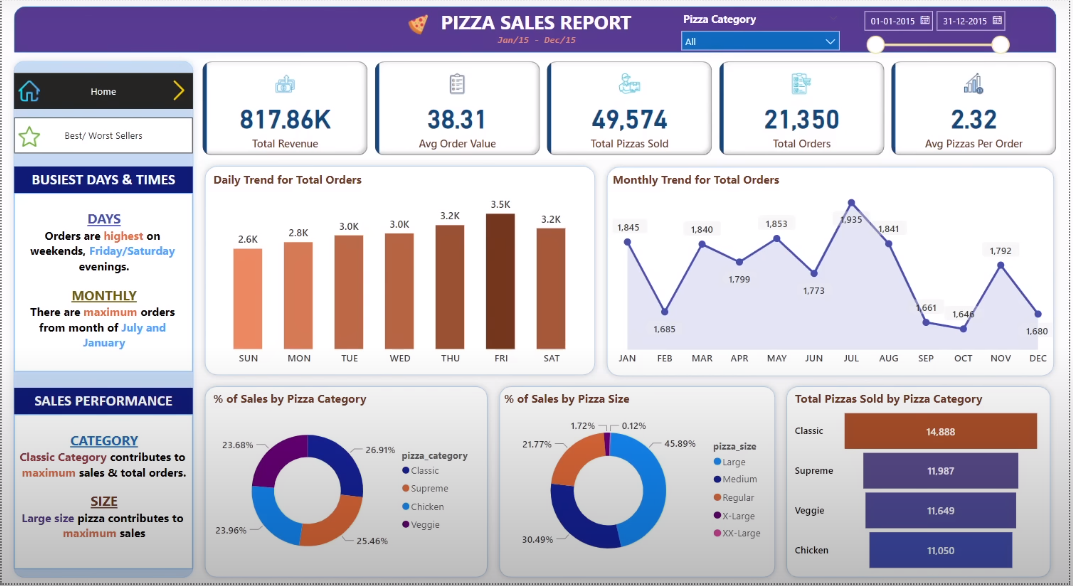 PIZZA SALES REPORT
Jan/15 - Dec/15
Pizza Category
All
01-01-2015
31-12-2015
Home
Best/ Worst Sellers
817.86K
Total Revenue
38.31
Avg Order Value
49,574
Total Pizzas Sold
21,350
Total Orders
2.32
Avg Pizzas Per Order
BUSIEST DAYS & TIMES
DAYS
Orders are highest on
weekends, Friday/Saturday
evenings.
MONTHLY
There are maximum orders
from month of July and
January
SALES PERFORMANCE
CATEGORY
Classic Category contributes to
maximum sales & total orders.
SIZE
Large size pizza contributes to
maximum sales
Daily Trend for Total Orders
2.6K
2.8K
3.0K
3.0K
3.2K
3.5K
3.2K
SUN
MON
TUE
WED
THU
FRI
SAT
Monthly Trend for Total Orders
1,845
1,685
1,840
1,799
1,853
1,773
1,935
1,841
1,661
1,646
1,792
1,680
JAN
FEB
MAR
APR
MAY
JUN
JUL
AUG
SEP
OCT
NOV
DEC
% of Sales by Pizza Category
23.68%
26.91%
23.96%
25.46%
pizza_category
Classic
Supreme
Chicken
Veggie
% of Sales by Pizza Size
1.72%
0.12%
21.77%
45.89%
30.49%
pizza_size
Large
Medium
Regular
X-Large
XX-Large
Total Pizzas Sold by Pizza Category
Classic
14,888
Supreme
11,987
Veggie
11,649
Chicken
11,050